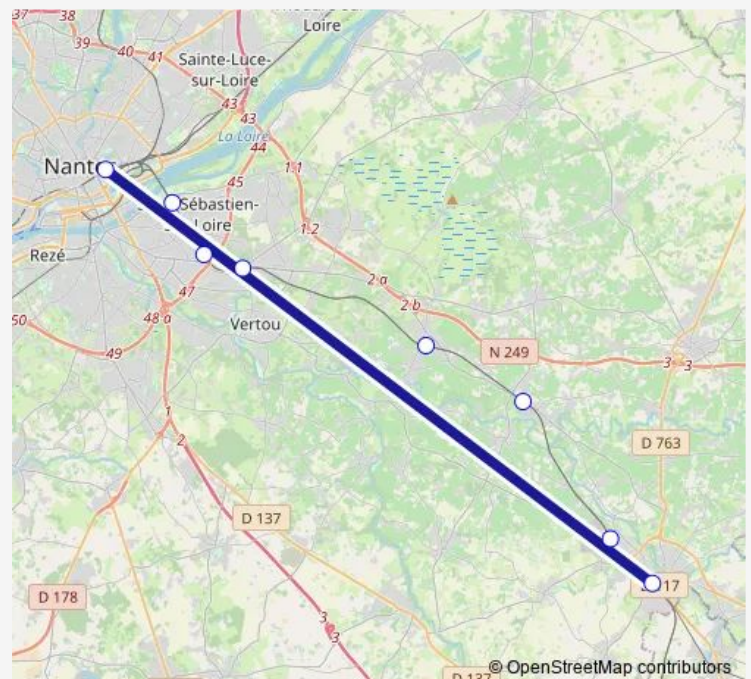 37
38
39
40
41
Loire
Sainte-Luce-
sur-Loire
43
43
La Loire
44
1.1
Nantes
45
Sébastien-
Loire
1.2
Rezé
2 a
47
2 b
50
48 a
Vertou
49
N 249
3
3
1
2
D 763
D 137
D 178
3
3
D 137
© OpenStreetMap contributors